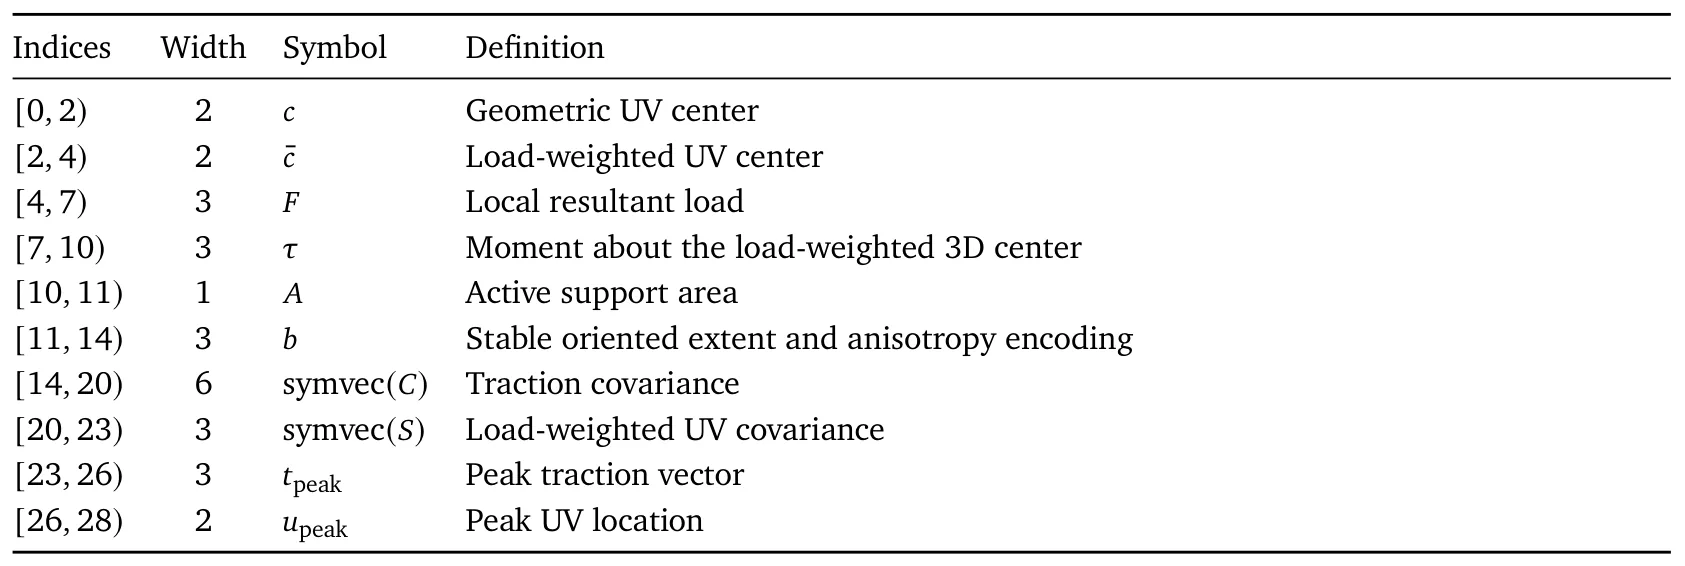 Indices Width Symbol Definition
[0, 2) 2 c Geometric UV center
[2, 4) 2 c̄ Load-weighted UV center
[4, 7) 3 F Local resultant load
[7, 10) 3 τ Moment about the load-weighted 3D center
[10, 11) 1 A Active support area
[11, 14) 3 b Stable oriented extent and anisotropy encoding
[14, 20) 6 symvec(C) Traction covariance
[20, 23) 3 symvec(S) Load-weighted UV covariance
[23, 26) 3 t_peak Peak traction vector
[26, 28) 2 u_peak Peak UV location